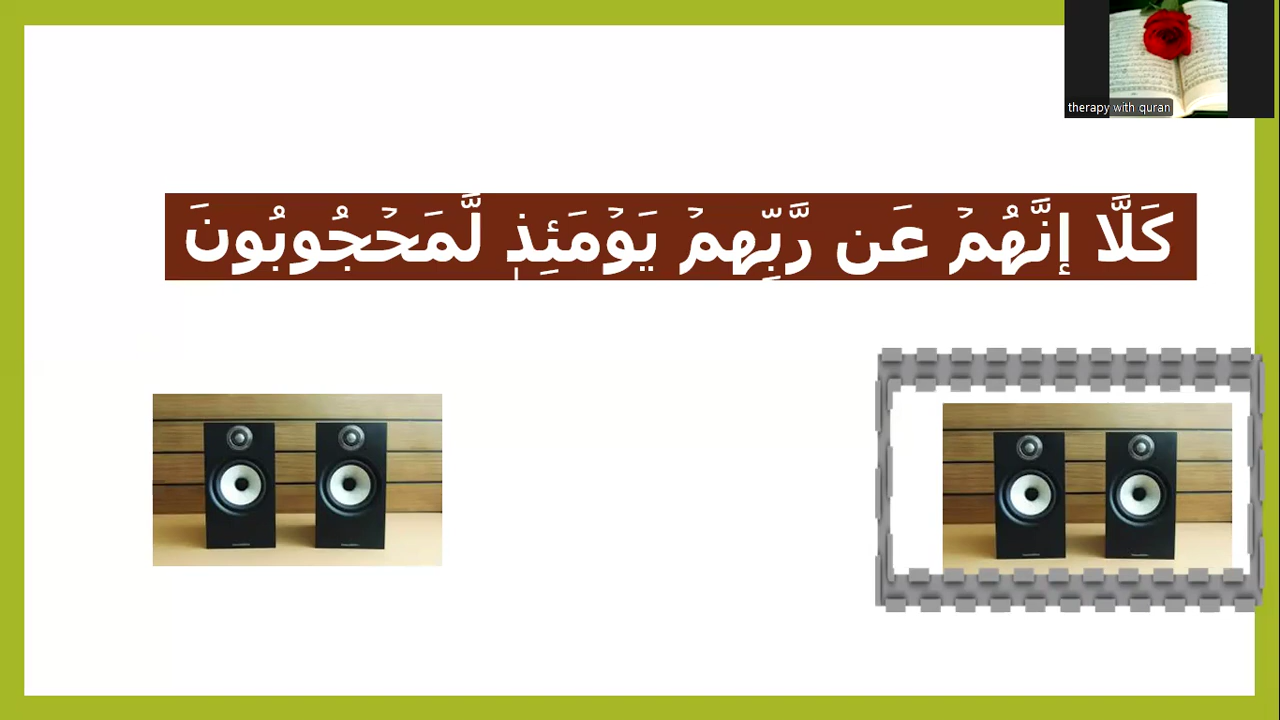 therapy with quran
كَلَّا إِنَّهُمۡ عَن رَّبِّهِمۡ يَوۡمَئِذٖ لَّمَحۡجُوبُونَ